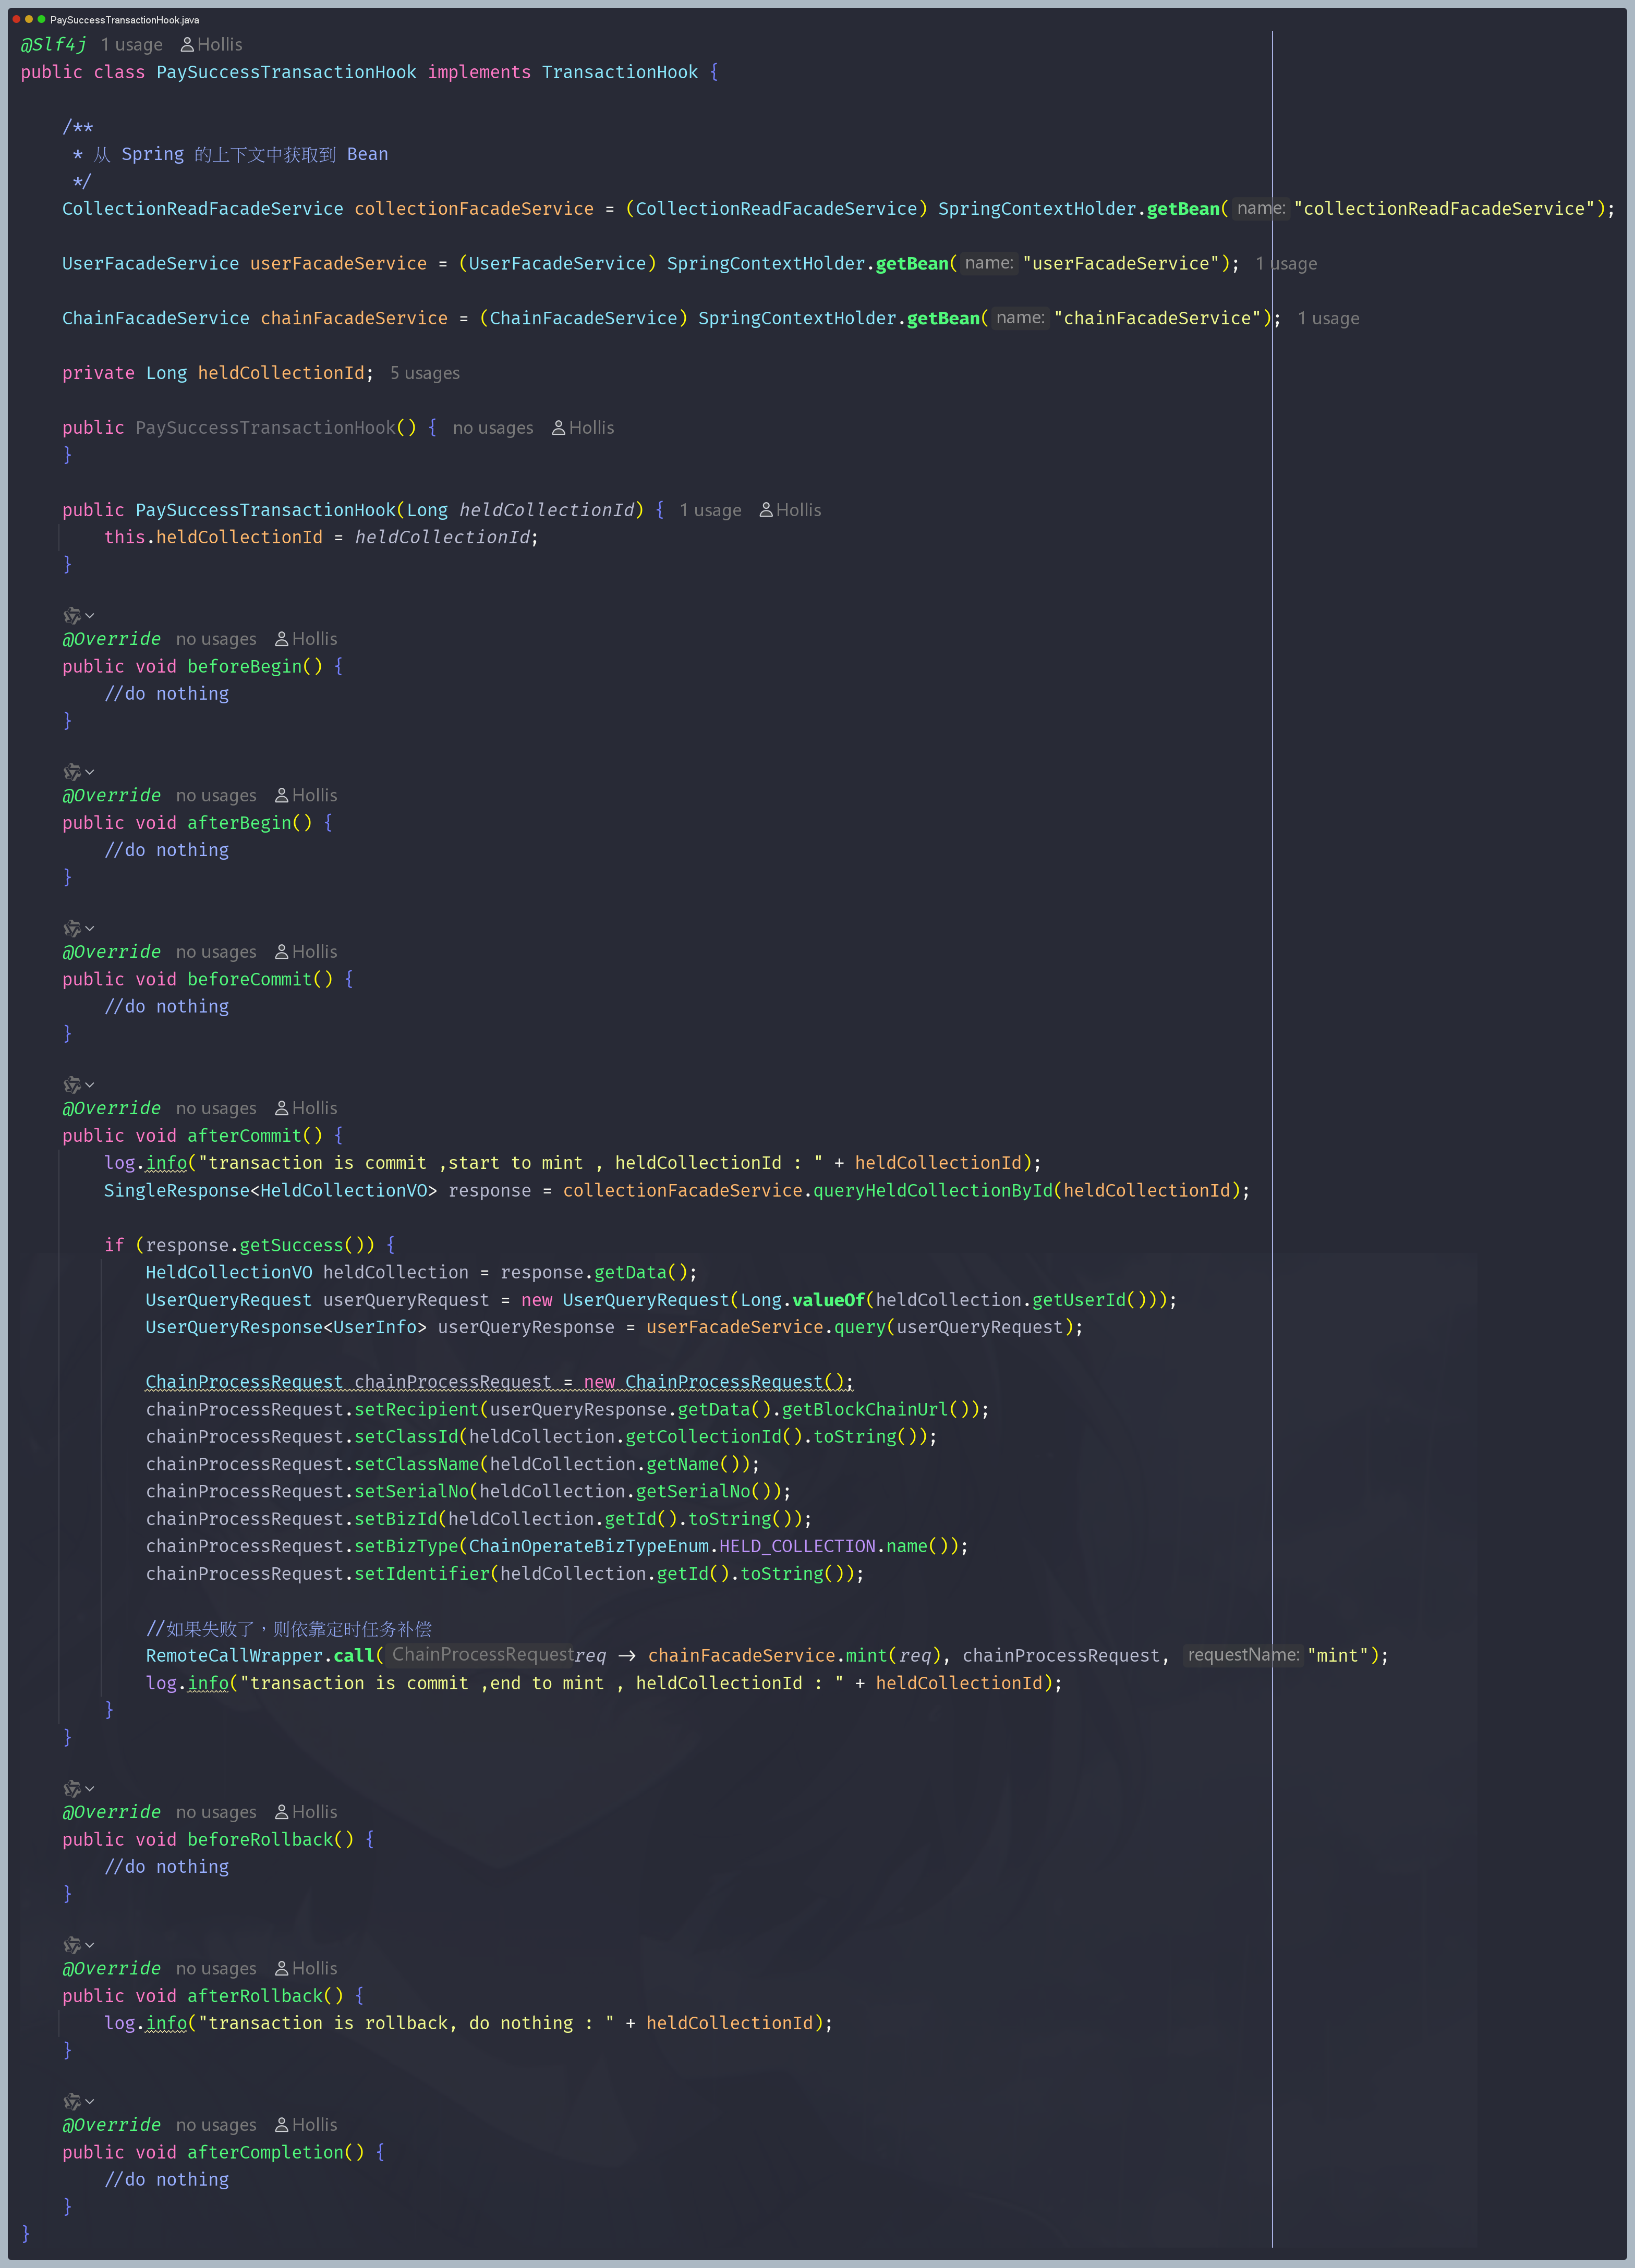 PaySuccessTransactionHook.java
@Slf4j 1 usage Hollis
public class PaySuccessTransactionHook implements TransactionHook {
/**
* 从 Spring 的上下文中获取到 Bean
*/
CollectionReadFacadeService collectionFacadeService = (CollectionReadFacadeService) SpringContextHolder.getBean( name: "collectionReadFacadeService");
UserFacadeService userFacadeService = (UserFacadeService) SpringContextHolder.getBean( name: "userFacadeService"); 1 usage
ChainFacadeService chainFacadeService = (ChainFacadeService) SpringContextHolder.getBean( name: "chainFacadeService"); 1 usage
private Long heldCollectionId; 5 usages
public PaySuccessTransactionHook() { no usages Hollis
}
public PaySuccessTransactionHook(Long heldCollectionId) { 1 usage Hollis
this.heldCollectionId = heldCollectionId;
}
@Override no usages Hollis
public void beforeBegin() {
//do nothing
}
@Override no usages Hollis
public void afterBegin() {
//do nothing
}
@Override no usages Hollis
public void beforeCommit() {
//do nothing
}
@Override no usages Hollis
public void afterCommit() {
log.info("transaction is commit ,start to mint , heldCollectionId : " + heldCollectionId);
SingleResponse<HeldCollectionVO> response = collectionFacadeService.queryHeldCollectionById(heldCollectionId);
if (response.getSuccess()) {
HeldCollectionVO heldCollection = response.getData();
UserQueryRequest userQueryRequest = new UserQueryRequest(Long.valueOf(heldCollection.getUserId()));
UserQueryResponse<UserInfo> userQueryResponse = userFacadeService.query(userQueryRequest);
ChainProcessRequest chainProcessRequest = new ChainProcessRequest();
chainProcessRequest.setRecipient(userQueryResponse.getData().getBlockChainUrl());
chainProcessRequest.setClassId(heldCollection.getCollectionId().toString());
chainProcessRequest.setClassName(heldCollection.getName());
chainProcessRequest.setSerialNo(heldCollection.getSerialNo());
chainProcessRequest.setBizId(heldCollection.getId().toString());
chainProcessRequest.setBizType(ChainOperateBizTypeEnum.HELD_COLLECTION.name());
chainProcessRequest.setIdentifier(heldCollection.getId().toString());
//如果失败了，则依靠定时任务补偿
RemoteCallWrapper.call( ChainProcessRequest req -> chainFacadeService.mint(req), chainProcessRequest, requestName: "mint");
log.info("transaction is commit ,end to mint , heldCollectionId : " + heldCollectionId);
}
}
@Override no usages Hollis
public void beforeRollback() {
//do nothing
}
@Override no usages Hollis
public void afterRollback() {
log.info("transaction is rollback, do nothing : " + heldCollectionId);
}
@Override no usages Hollis
public void afterCompletion() {
//do nothing
}
}